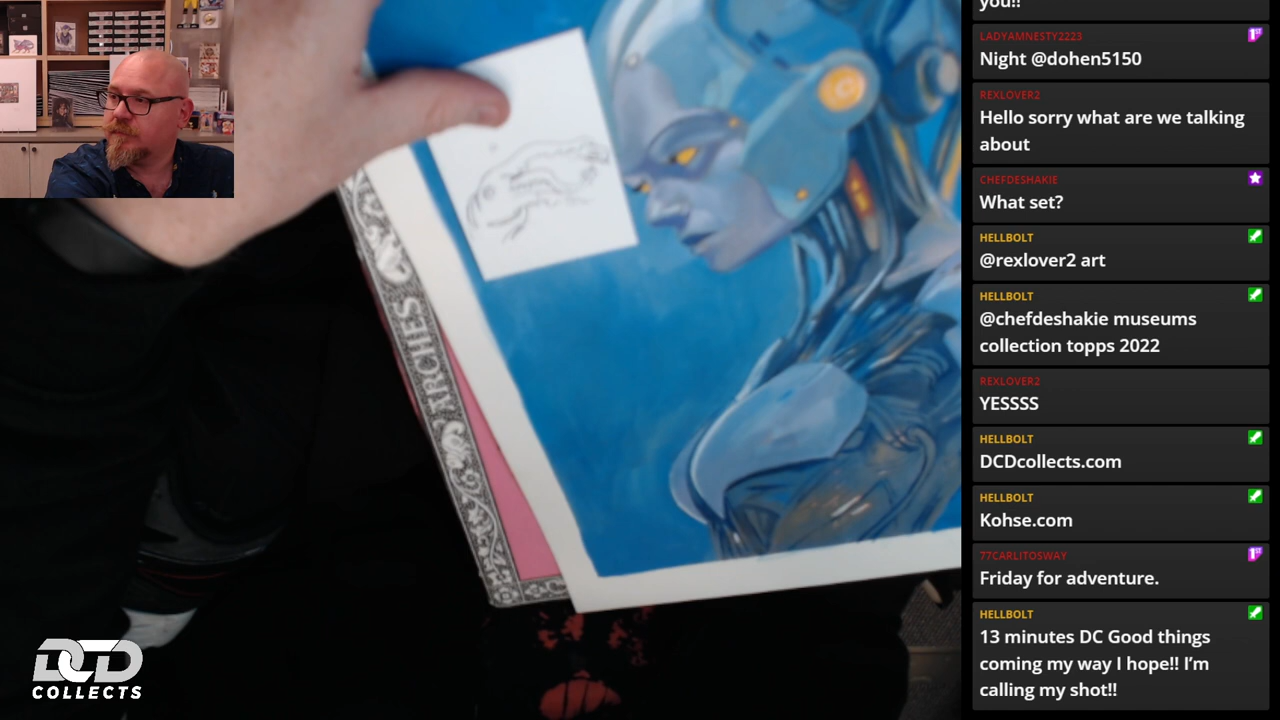 ARCHES
DCD
COLLECTS
you!!
LADYAMNESTY2223
Night @dohen5150
REXLOVER2
Hello sorry what are we talking
about
CHEFDESHAKIE
What set?
HELLBOLT
@rexlover2 art
HELLBOLT
@chefdeshakie museums
collection topps 2022
REXLOVER2
YESSSS
HELLBOLT
DCDcollects.com
HELLBOLT
Kohse.com
77CARLITOSWAY
Friday for adventure.
HELLBOLT
13 minutes DC Good things
coming my way I hope!! I’m
calling my shot!!